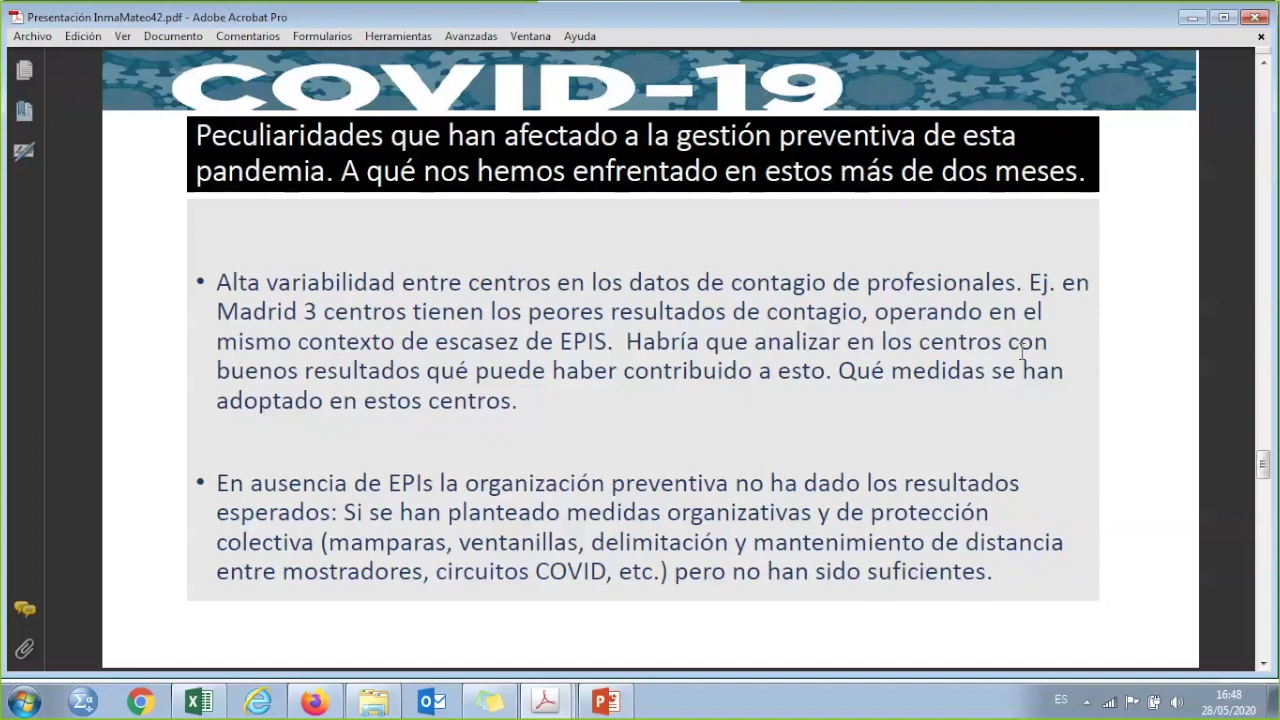 Presentación InmaMateo42.pdf - Adobe Acrobat Pro
Archivo Edición Ver Documento Comentarios Formularios Herramientas Avanzadas Ventana Ayuda
COVID-19
Peculiaridades que han afectado a la gestión preventiva de esta
pandemia. A qué nos hemos enfrentado en estos más de dos meses.
• Alta variabilidad entre centros en los datos de contagio de profesionales. Ej. en
Madrid 3 centros tienen los peores resultados de contagio, operando en el
mismo contexto de escasez de EPIS. Habría que analizar en los centros con
buenos resultados qué puede haber contribuido a esto. Qué medidas se han
adoptado en estos centros.
• En ausencia de EPIs la organización preventiva no ha dado los resultados
esperados: Si se han planteado medidas organizativas y de protección
colectiva (mamparas, ventanillas, delimitación y mantenimiento de distancia
entre mostradores, circuitos COVID, etc.) pero no han sido suficientes.
ES
16:48
28/05/2020